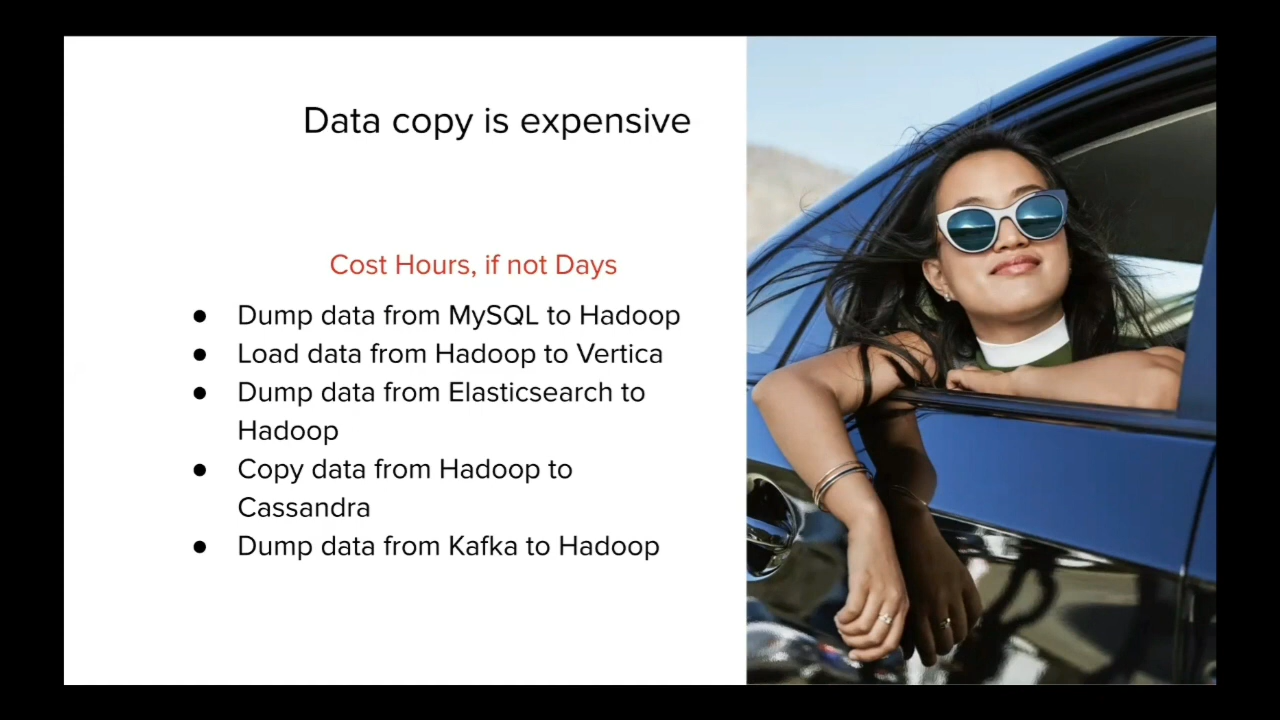 Data copy is expensive
Cost Hours, if not Days
● Dump data from MySQL to Hadoop
● Load data from Hadoop to Vertica
● Dump data from Elasticsearch to
Hadoop
● Copy data from Hadoop to
Cassandra
● Dump data from Kafka to Hadoop